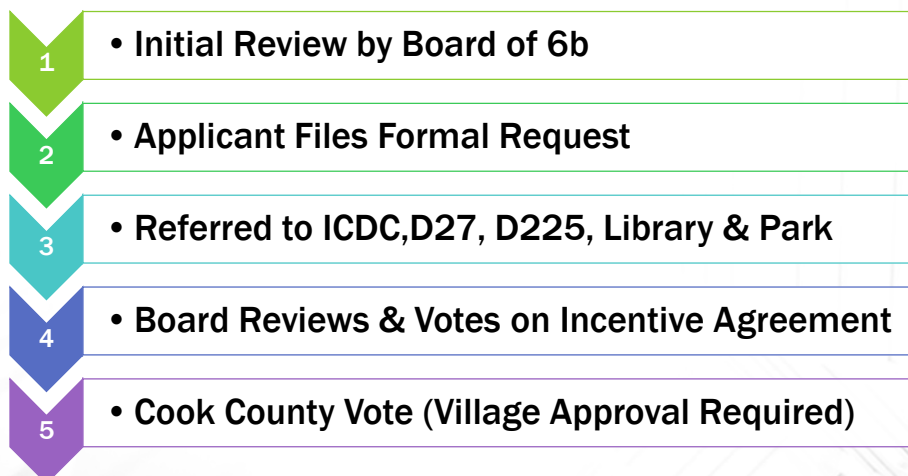 1
• Initial Review by Board of 6b
2
• Applicant Files Formal Request
3
• Referred to ICDC,D27, D225, Library & Park
4
• Board Reviews & Votes on Incentive Agreement
5
• Cook County Vote (Village Approval Required)